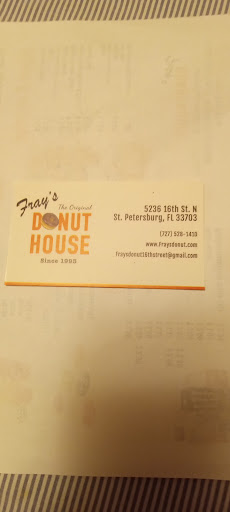 Fray's
The Original
DONUT
HOUSE
Since 1995
5236 16th St. N
St. Petersburg, FL 33703
(727) 528-1410
www.fraysdonut.com
fraysdonut16thstreet@gmail.com